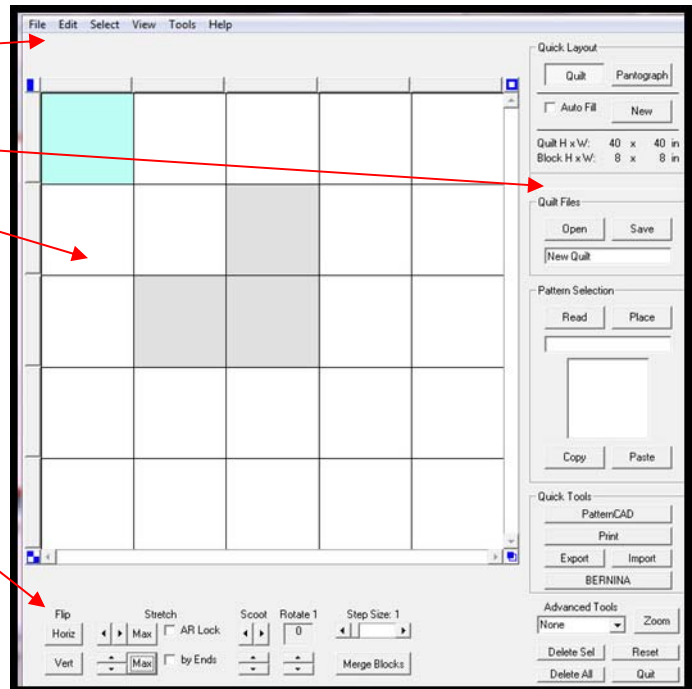 File Edit Select View Tools Help
Quick Layout
Quilt Pantograph
Auto Fill New
Quilt H x W: 40 x 40 in
Block H x W: 8 x 8 in
Quilt Files
Open Save
New Quilt
Pattern Selection
Read Place
Copy Paste
Quick Tools
PatternCAD
Print
Export Import
BERNINA
Flip Stretch Scoot Rotate 1 Step Size: 1 Advanced Tools
Horiz Max AR Lock 0 None Zoom
Vert Max by Ends Merge Blocks Delete Sel Reset
Delete All Quit